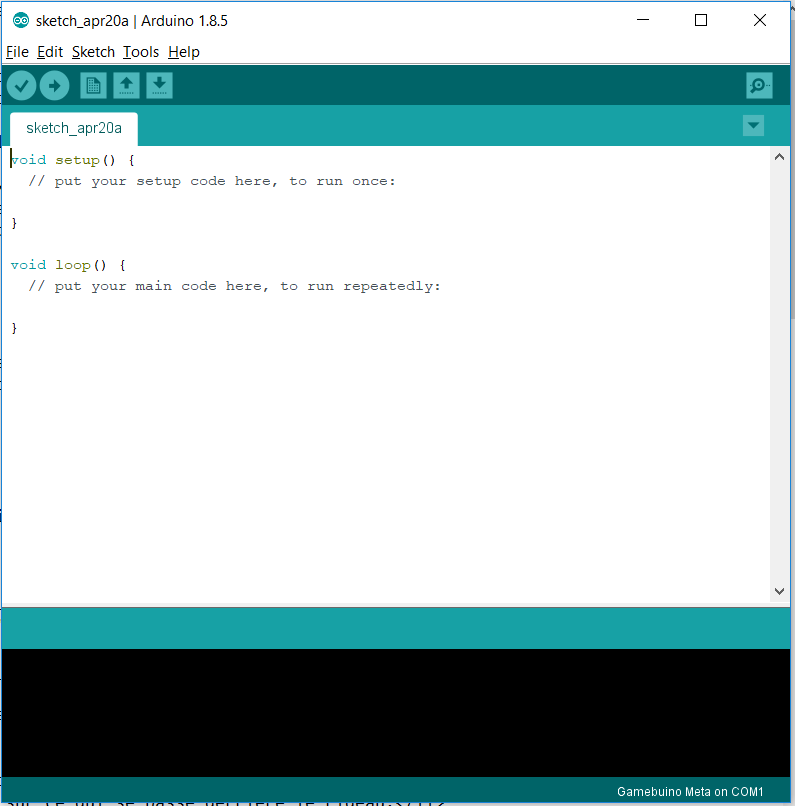 sketch_apr20a | Arduino 1.8.5
File Edit Sketch Tools Help
sketch_apr20a
void setup() {
  // put your setup code here, to run once:
}
void loop() {
  // put your main code here, to run repeatedly:
}
Gamebuino Meta on COM1